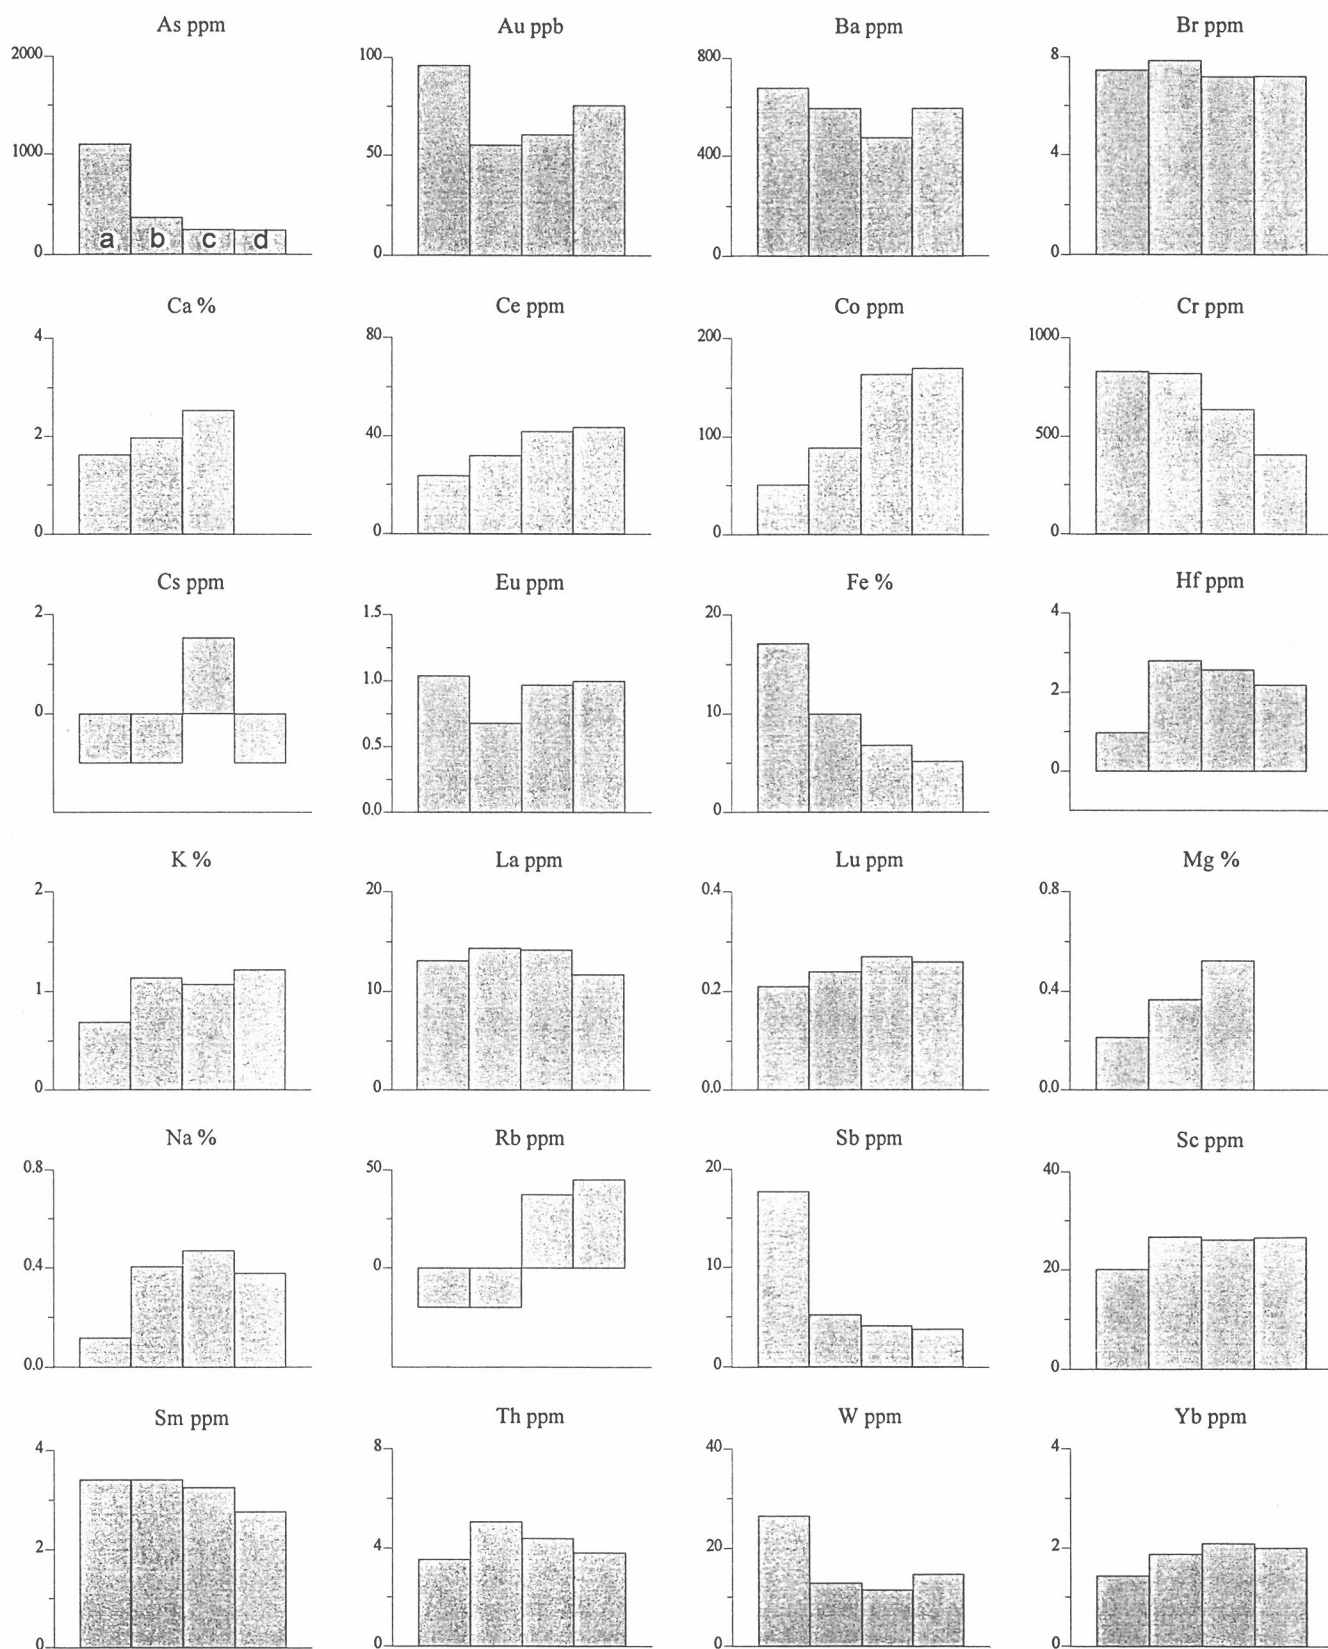 As ppm
2000
1000
0
a b c d
Au ppb
100
50
0
Ba ppm
800
400
0
Br ppm
8
4
0
Ca %
4
2
0
Ce ppm
80
40
0
Co ppm
200
100
0
Cr ppm
1000
500
0
Cs ppm
2
0
Eu ppm
1.5
1.0
0.5
0.0
Fe %
20
10
0
Hf ppm
4
2
0
K %
2
1
0
La ppm
20
10
0
Lu ppm
0.4
0.2
0.0
Mg %
0.8
0.4
0.0
Na %
0.8
0.4
0.0
Rb ppm
50
0
Sb ppm
20
10
0
Sc ppm
40
20
0
Sm ppm
4
2
0
Th ppm
8
4
0
W ppm
40
20
0
Yb ppm
4
2
0